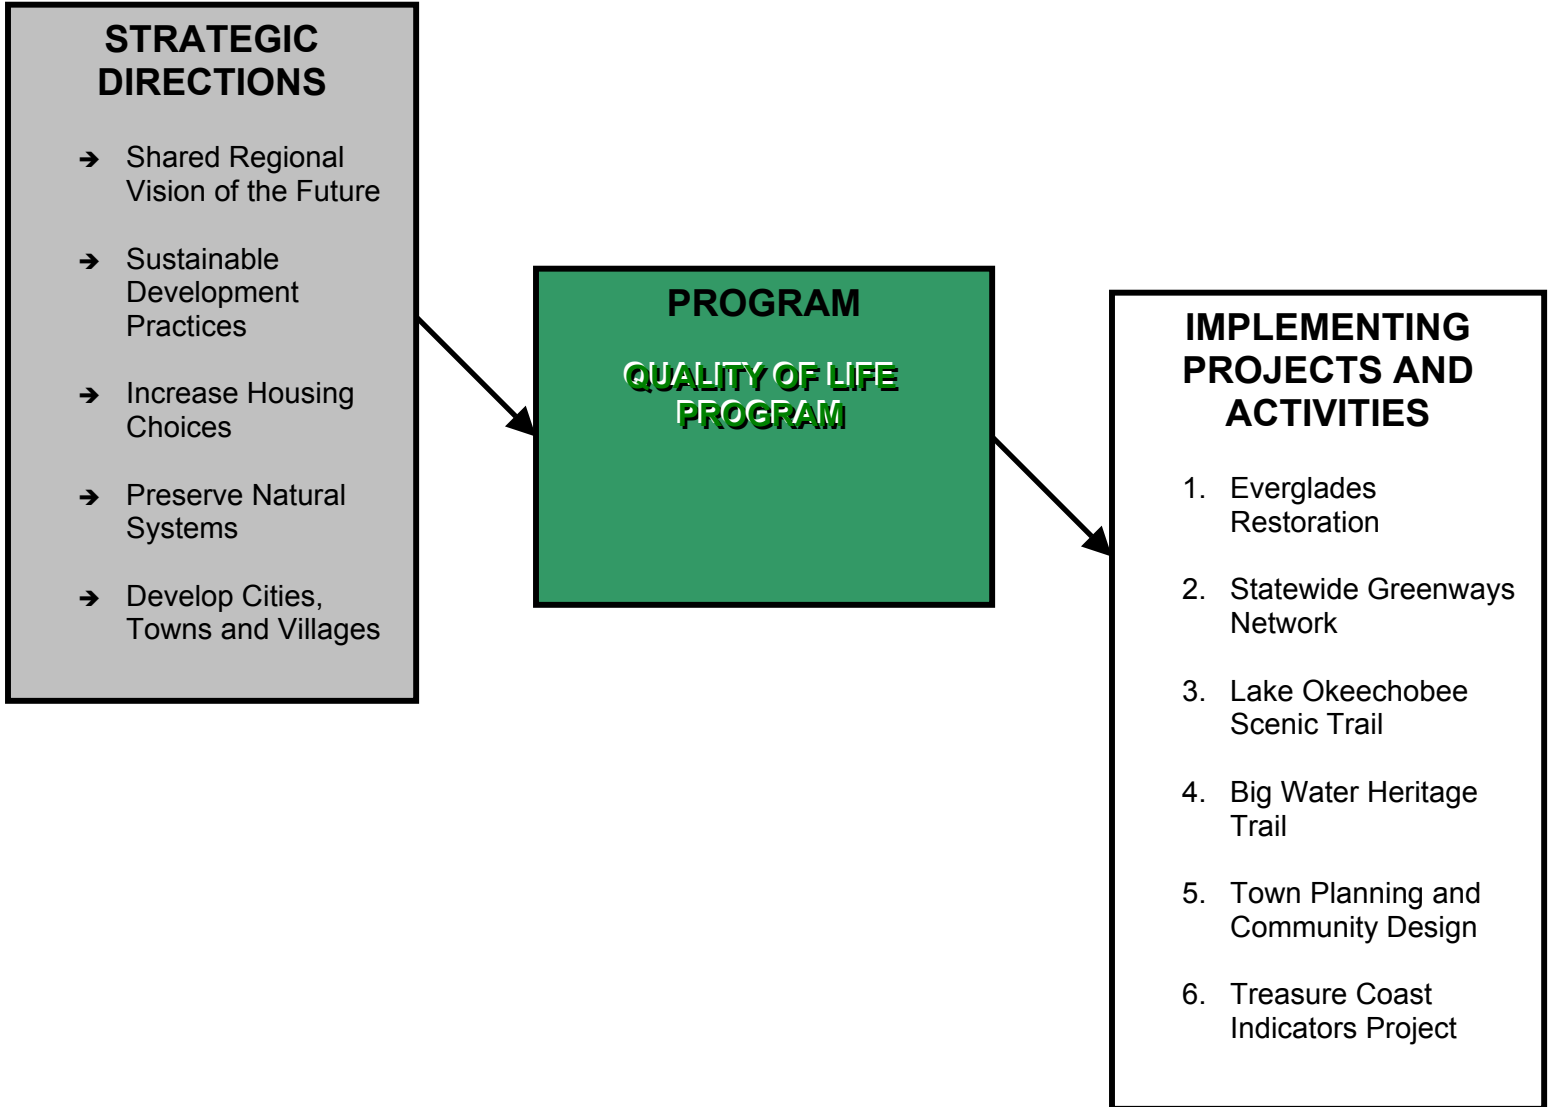 STRATEGIC
DIRECTIONS
➔ Shared Regional
Vision of the Future
➔ Sustainable
Development
Practices
➔ Increase Housing
Choices
➔ Preserve Natural
Systems
➔ Develop Cities,
Towns and Villages
PROGRAM
QUALITY OF LIFE
PROGRAM
IMPLEMENTING
PROJECTS AND
ACTIVITIES
1. Everglades
Restoration
2. Statewide Greenways
Network
3. Lake Okeechobee
Scenic Trail
4. Big Water Heritage
Trail
5. Town Planning and
Community Design
6. Treasure Coast
Indicators Project